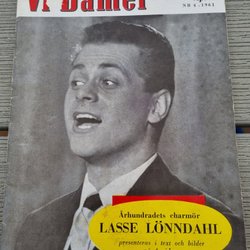 Vi Damer
NR 4 - 1961
Århundradets charmör
LASSE LÖNNDAHL
presenteras i text och bilder